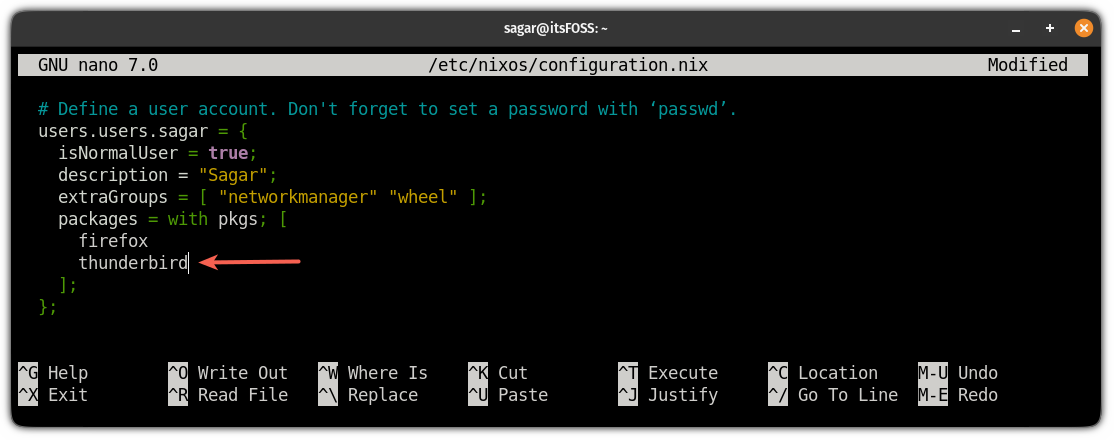 sagar@itsFOSS: ~
GNU nano 7.0 /etc/nixos/configuration.nix Modified
# Define a user account. Don't forget to set a password with ‘passwd’.
users.users.sagar = {
isNormalUser = true;
description = "Sagar";
extraGroups = [ "networkmanager" "wheel" ];
packages = with pkgs; [
firefox
thunderbird
];
};
^G Help ^O Write Out ^W Where Is ^K Cut ^T Execute ^C Location M-U Undo
^X Exit ^R Read File ^\ Replace ^U Paste ^J Justify ^/ Go To Line M-E Redo